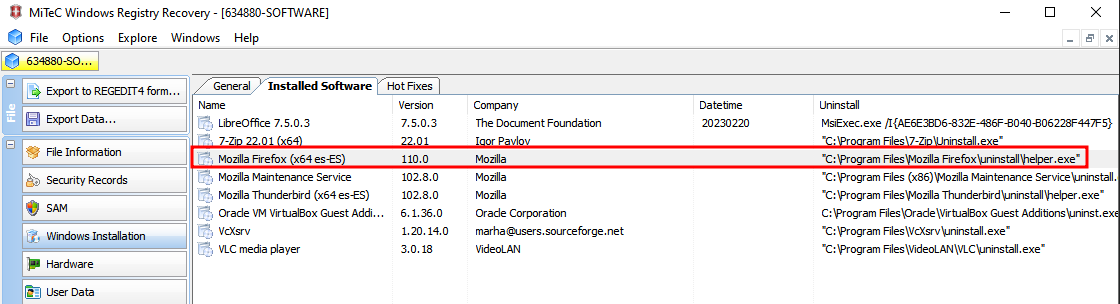 MiTeC Windows Registry Recovery - [634880-SOFTWARE]
File Options Explore Windows Help
634880-SO...
File
Export to REGEDIT4 form...
Export Data...
File Information
Security Records
SAM
Windows Installation
Hardware
User Data
General Installed Software Hot Fixes
Name Version Company Datetime Uninstall
LibreOffice 7.5.0.3 7.5.0.3 The Document Foundation 20230220 MsiExec.exe /I{AE6E3BD6-832E-486F-B040-B06228F447F5}
7-Zip 22.01 (x64) 22.01 Igor Pavlov "C:\Program Files\7-Zip\Uninstall.exe"
Mozilla Firefox (x64 es-ES) 110.0 Mozilla "C:\Program Files\Mozilla Firefox\uninstall\helper.exe"
Mozilla Maintenance Service 102.8.0 Mozilla "C:\Program Files (x86)\Mozilla Maintenance Service\uninstall.
Mozilla Thunderbird (x64 es-ES) 102.8.0 Mozilla "C:\Program Files\Mozilla Thunderbird\uninstall\helper.exe"
Oracle VM VirtualBox Guest Addi... 6.1.36.0 Oracle Corporation C:\Program Files\Oracle\VirtualBox Guest Additions\uninst.exe
VcXsrv 1.20.14.0 marha@users.sourceforge.net "C:\Program Files\VcXsrv\uninstall.exe"
VLC media player 3.0.18 VideoLAN "C:\Program Files\VideoLAN\VLC\uninstall.exe"